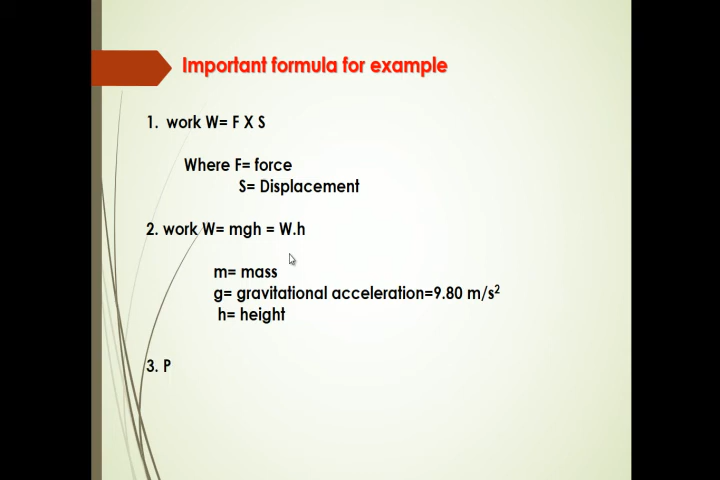 Important formula for example
1. work W= F X S
Where F= force
S= Displacement
2. work W= mgh = W.h
m= mass
g= gravitational acceleration=9.80 m/s²
h= height
3. P